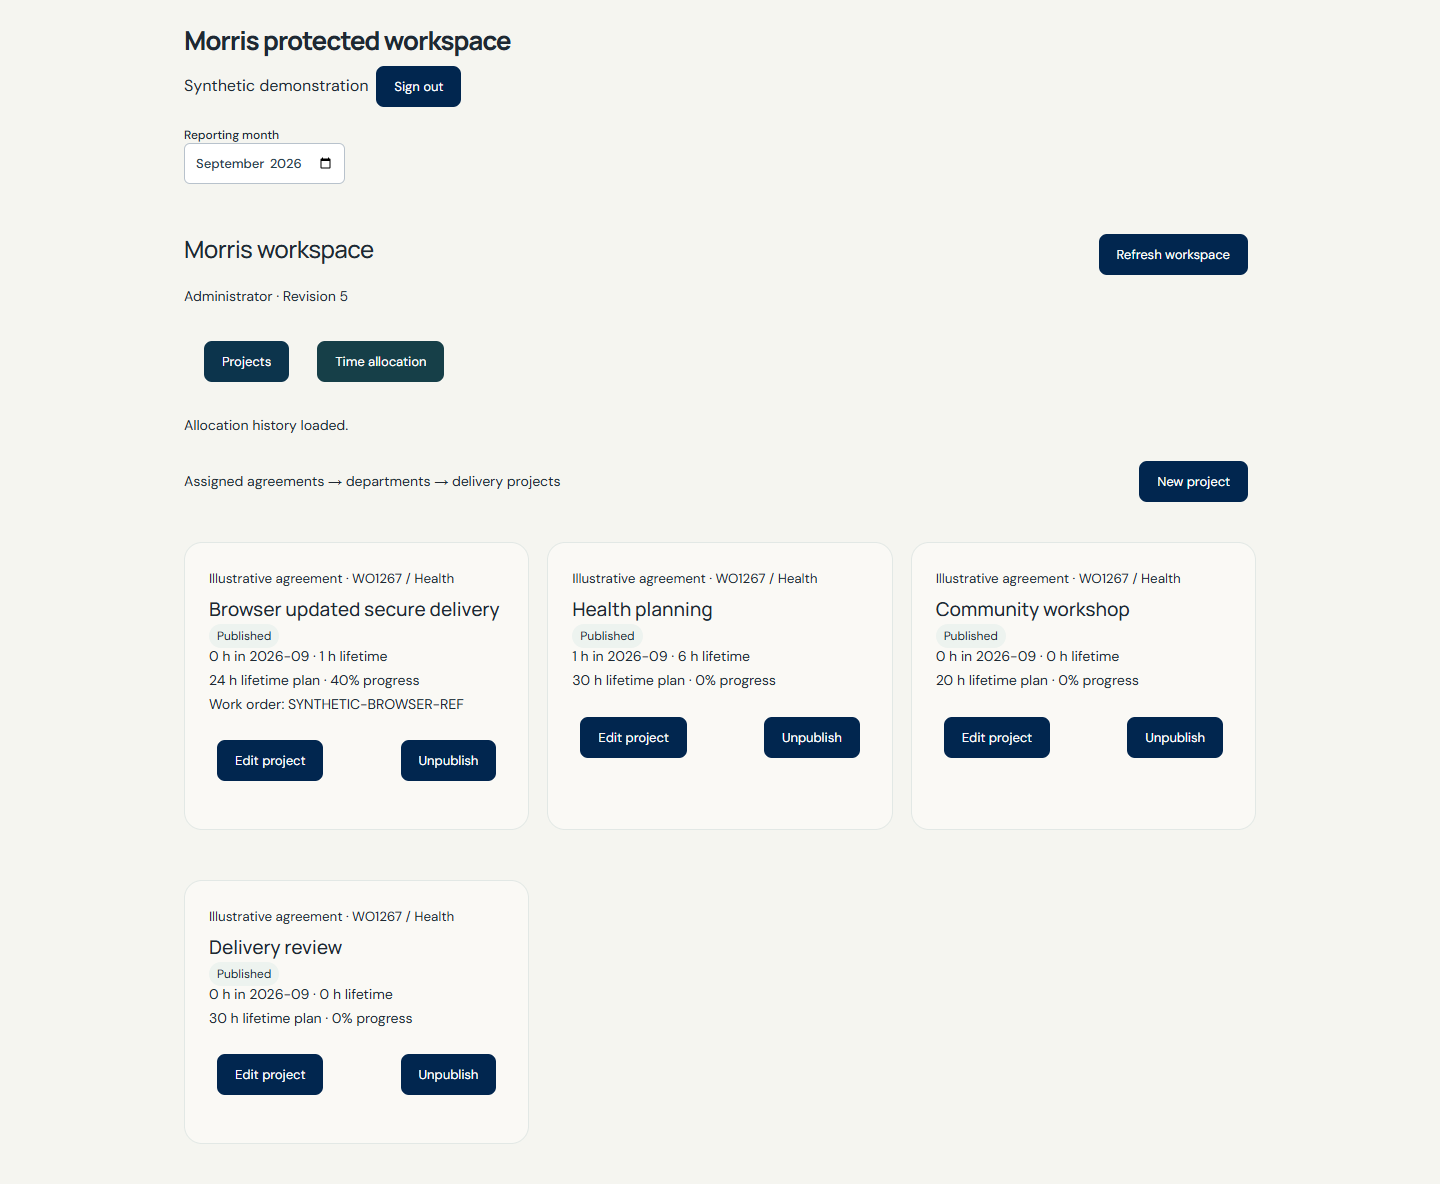 Morris protected workspace
Synthetic demonstration Sign out
Reporting month
September 2026
Morris workspace
Refresh workspace
Administrator · Revision 5
Projects Time allocation
Allocation history loaded.
Assigned agreements → departments → delivery projects
New project
Illustrative agreement · WO1267 / Health
Browser updated secure delivery
Published
0 h in 2026-09 · 1 h lifetime
24 h lifetime plan · 40% progress
Work order: SYNTHETIC-BROWSER-REF
Edit project Unpublish
Illustrative agreement · WO1267 / Health
Health planning
Published
1 h in 2026-09 · 6 h lifetime
30 h lifetime plan · 0% progress
Edit project Unpublish
Illustrative agreement · WO1267 / Health
Community workshop
Published
0 h in 2026-09 · 0 h lifetime
20 h lifetime plan · 0% progress
Edit project Unpublish
Illustrative agreement · WO1267 / Health
Delivery review
Published
0 h in 2026-09 · 0 h lifetime
30 h lifetime plan · 0% progress
Edit project Unpublish